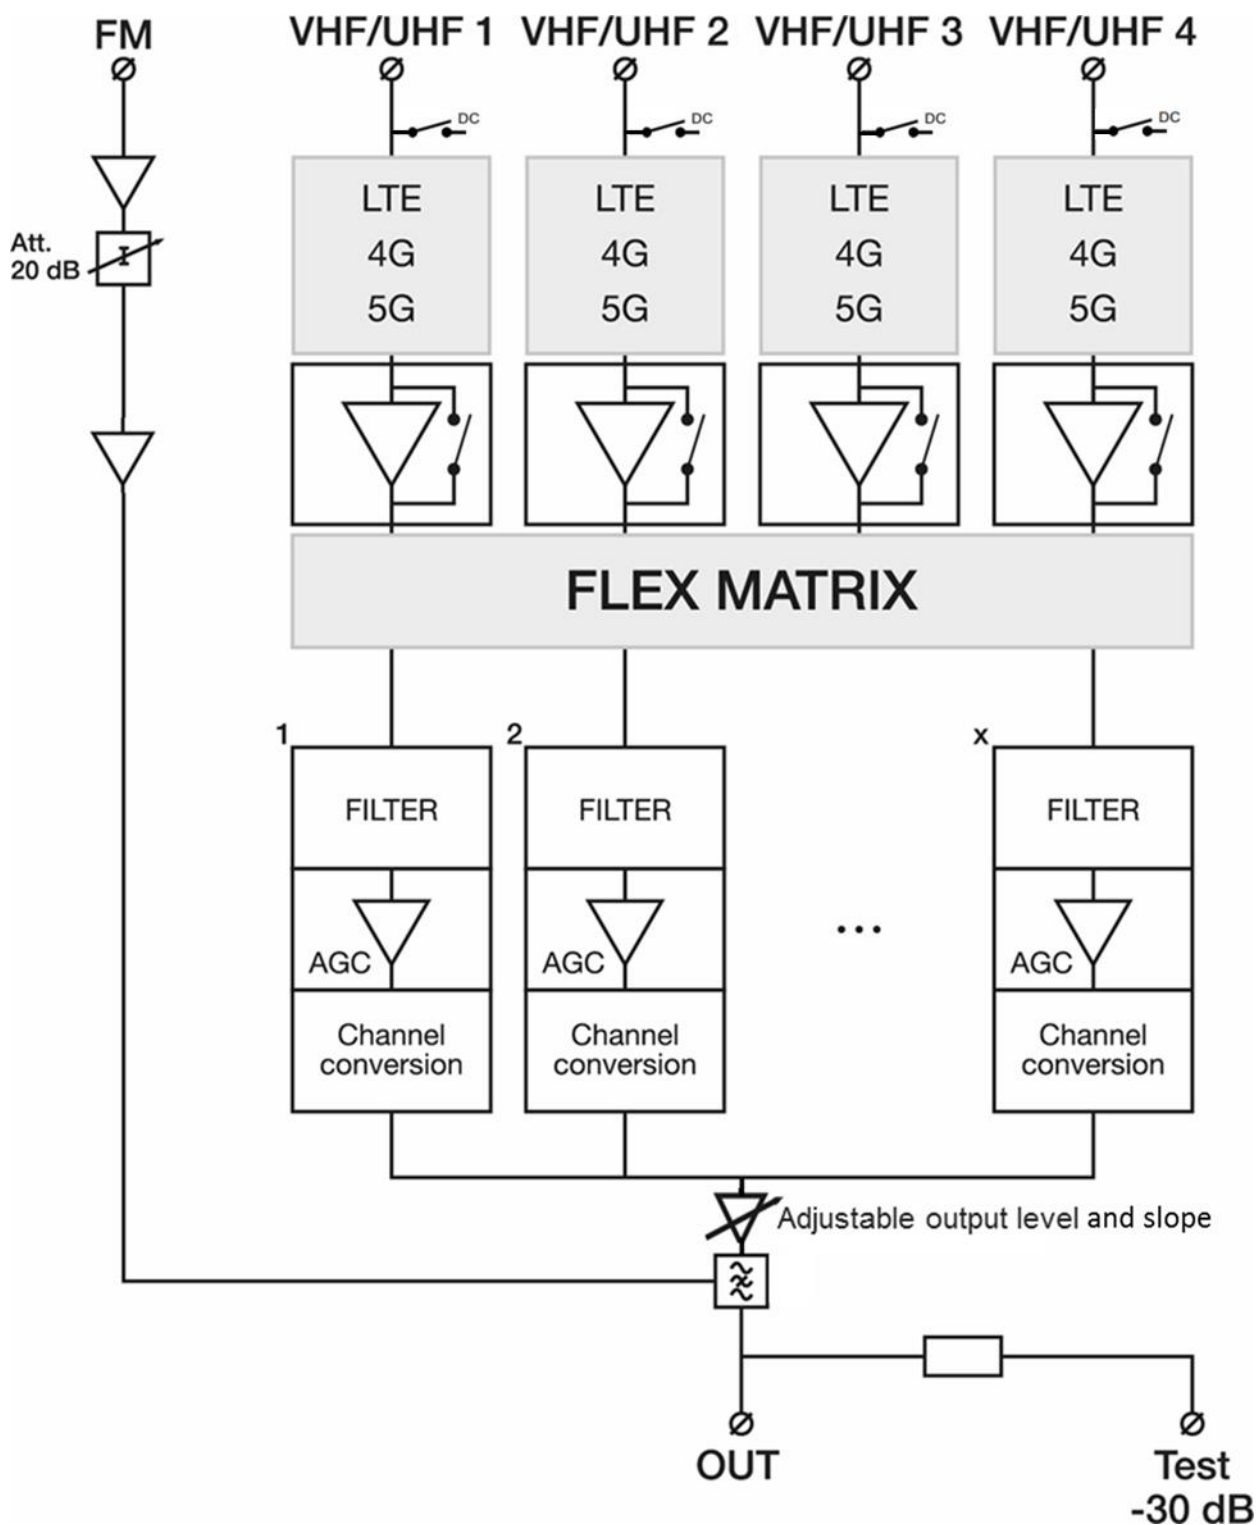 FM
VHF/UHF 1
VHF/UHF 2
VHF/UHF 3
VHF/UHF 4
DC
DC
DC
DC
Att.
20 dB
LTE
4G
5G
LTE
4G
5G
LTE
4G
5G
LTE
4G
5G
FLEX MATRIX
1
2
x
FILTER
FILTER
FILTER
AGC
AGC
...
AGC
Channel
conversion
Channel
conversion
Channel
conversion
Adjustable output level and slope
OUT
Test
-30 dB